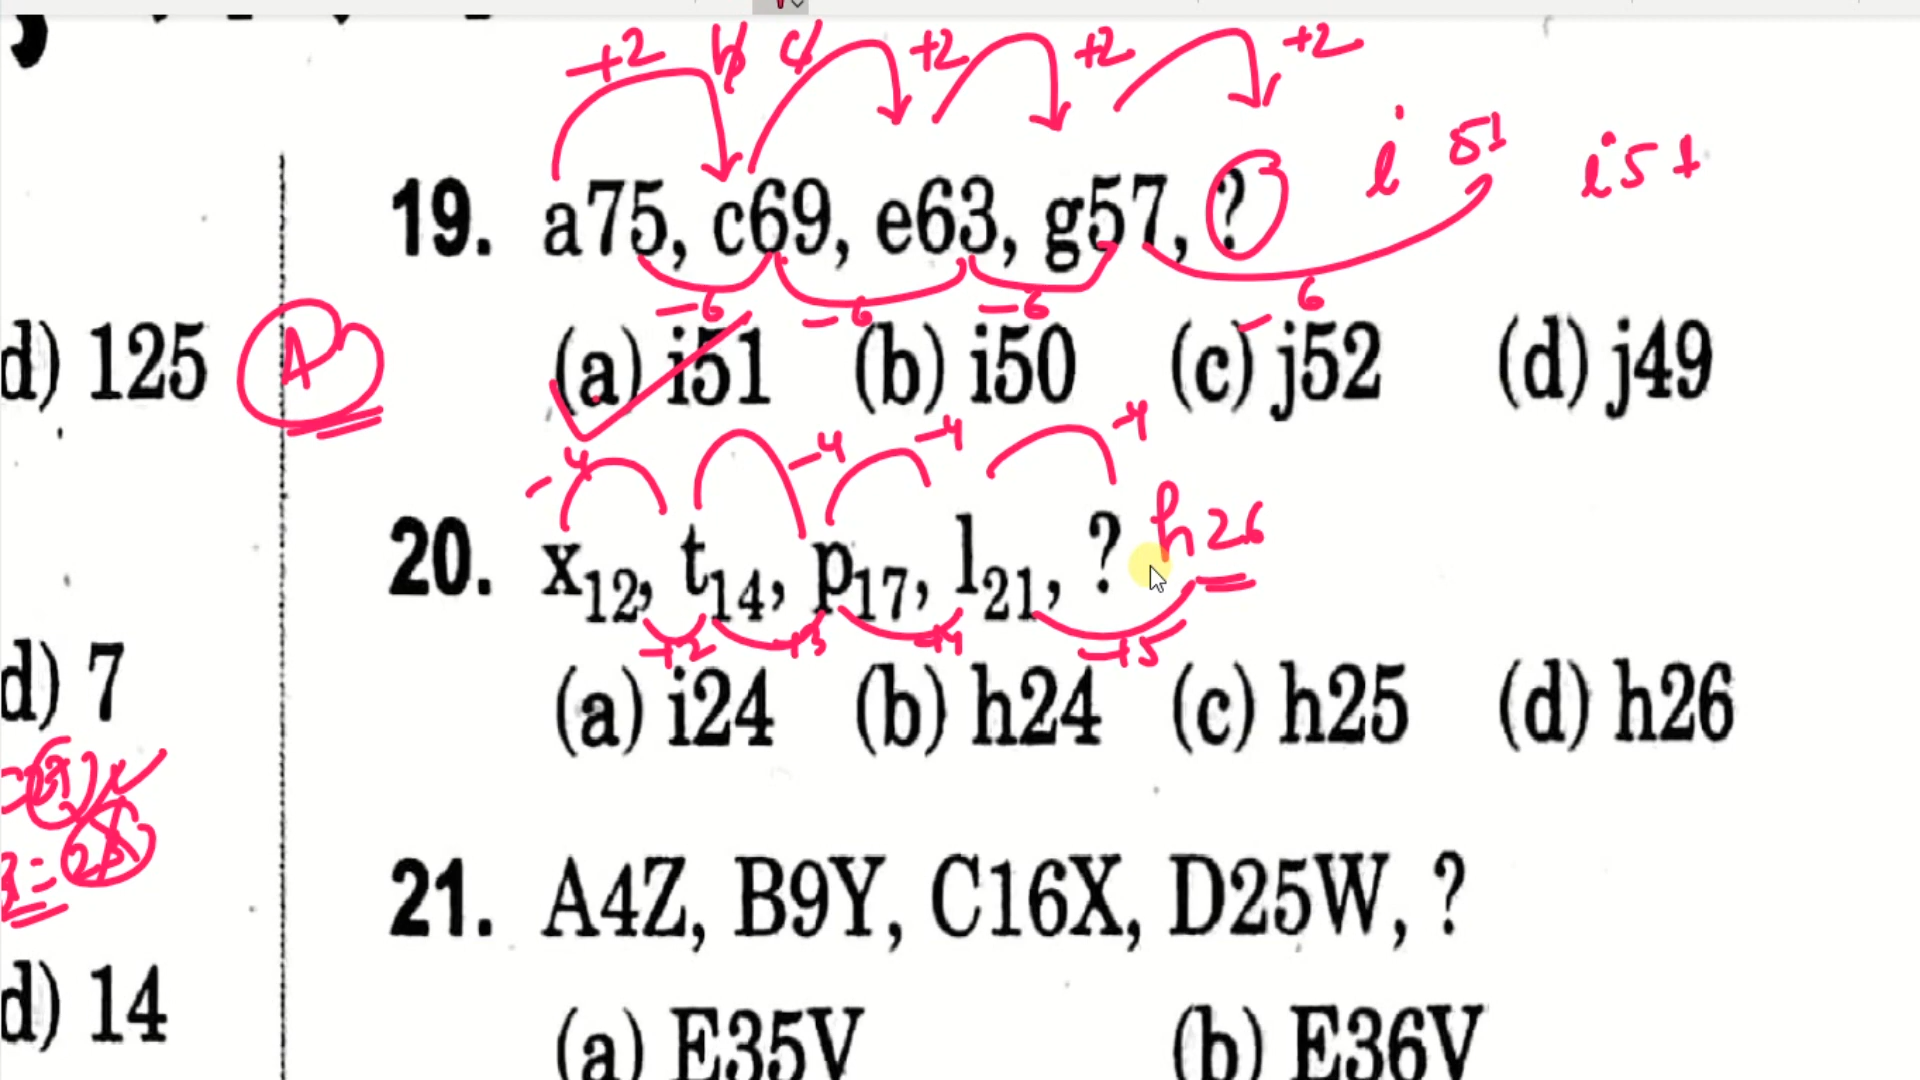 +2 b c +2 +2 +2
19. a75, c69, e63, g57, ? i 51 i51
-6 -6 -6 -6
d) 125 A (a) i51 (b) i50 (c) j52 (d) j49
-4 -4 -4 -4
20. x12, t14, p17, l21, ? h26
+2 +3 +4 +5
d) 7 (a) i24 (b) h24 (c) h25 (d) h26
21. A4Z, B9Y, C16X, D25W, ?
d) 14 (a) E35V (b) E36V